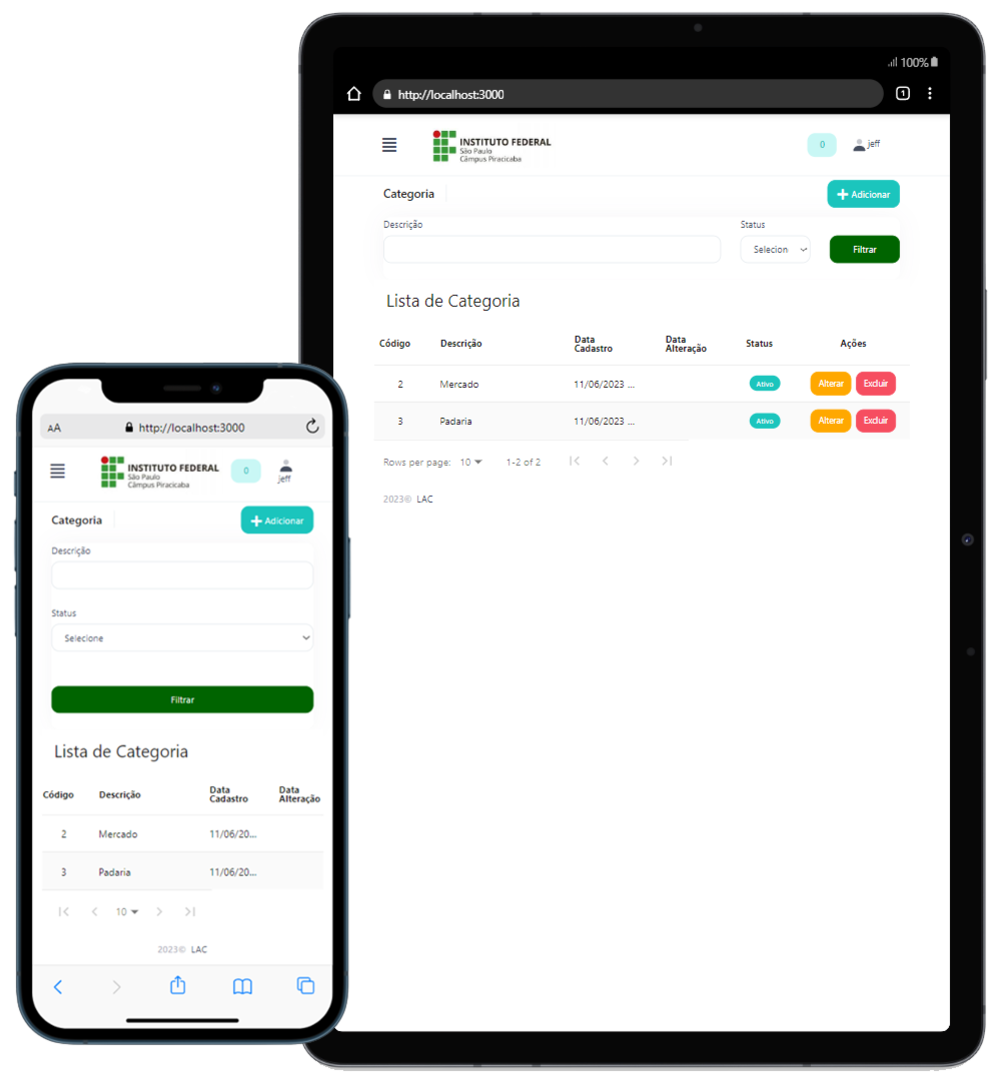 100%
http://localhost:3000
1
INSTITUTO FEDERAL
São Paulo
Câmpus Piracicaba
0
jeff
Categoria
Adicionar
Descrição
Status
Selecion
Filtrar
Lista de Categoria
Código Descrição Data Cadastro Data Alteração Status Ações
2 Mercado 11/06/2023 ... Ativo Alterar Excluir
3 Padaria 11/06/2023 ... Ativo Alterar Excluir
Rows per page: 10 1-2 of 2
2023© LAC
AA http://localhost:3000
INSTITUTO FEDERAL
São Paulo
Câmpus Piracicaba
0
jeff
Categoria
Adicionar
Descrição
Status
Selecione
Filtrar
Lista de Categoria
Código Descrição Data Cadastro Data Alteração
2 Mercado 11/06/20...
3 Padaria 11/06/20...
10
2023© LAC